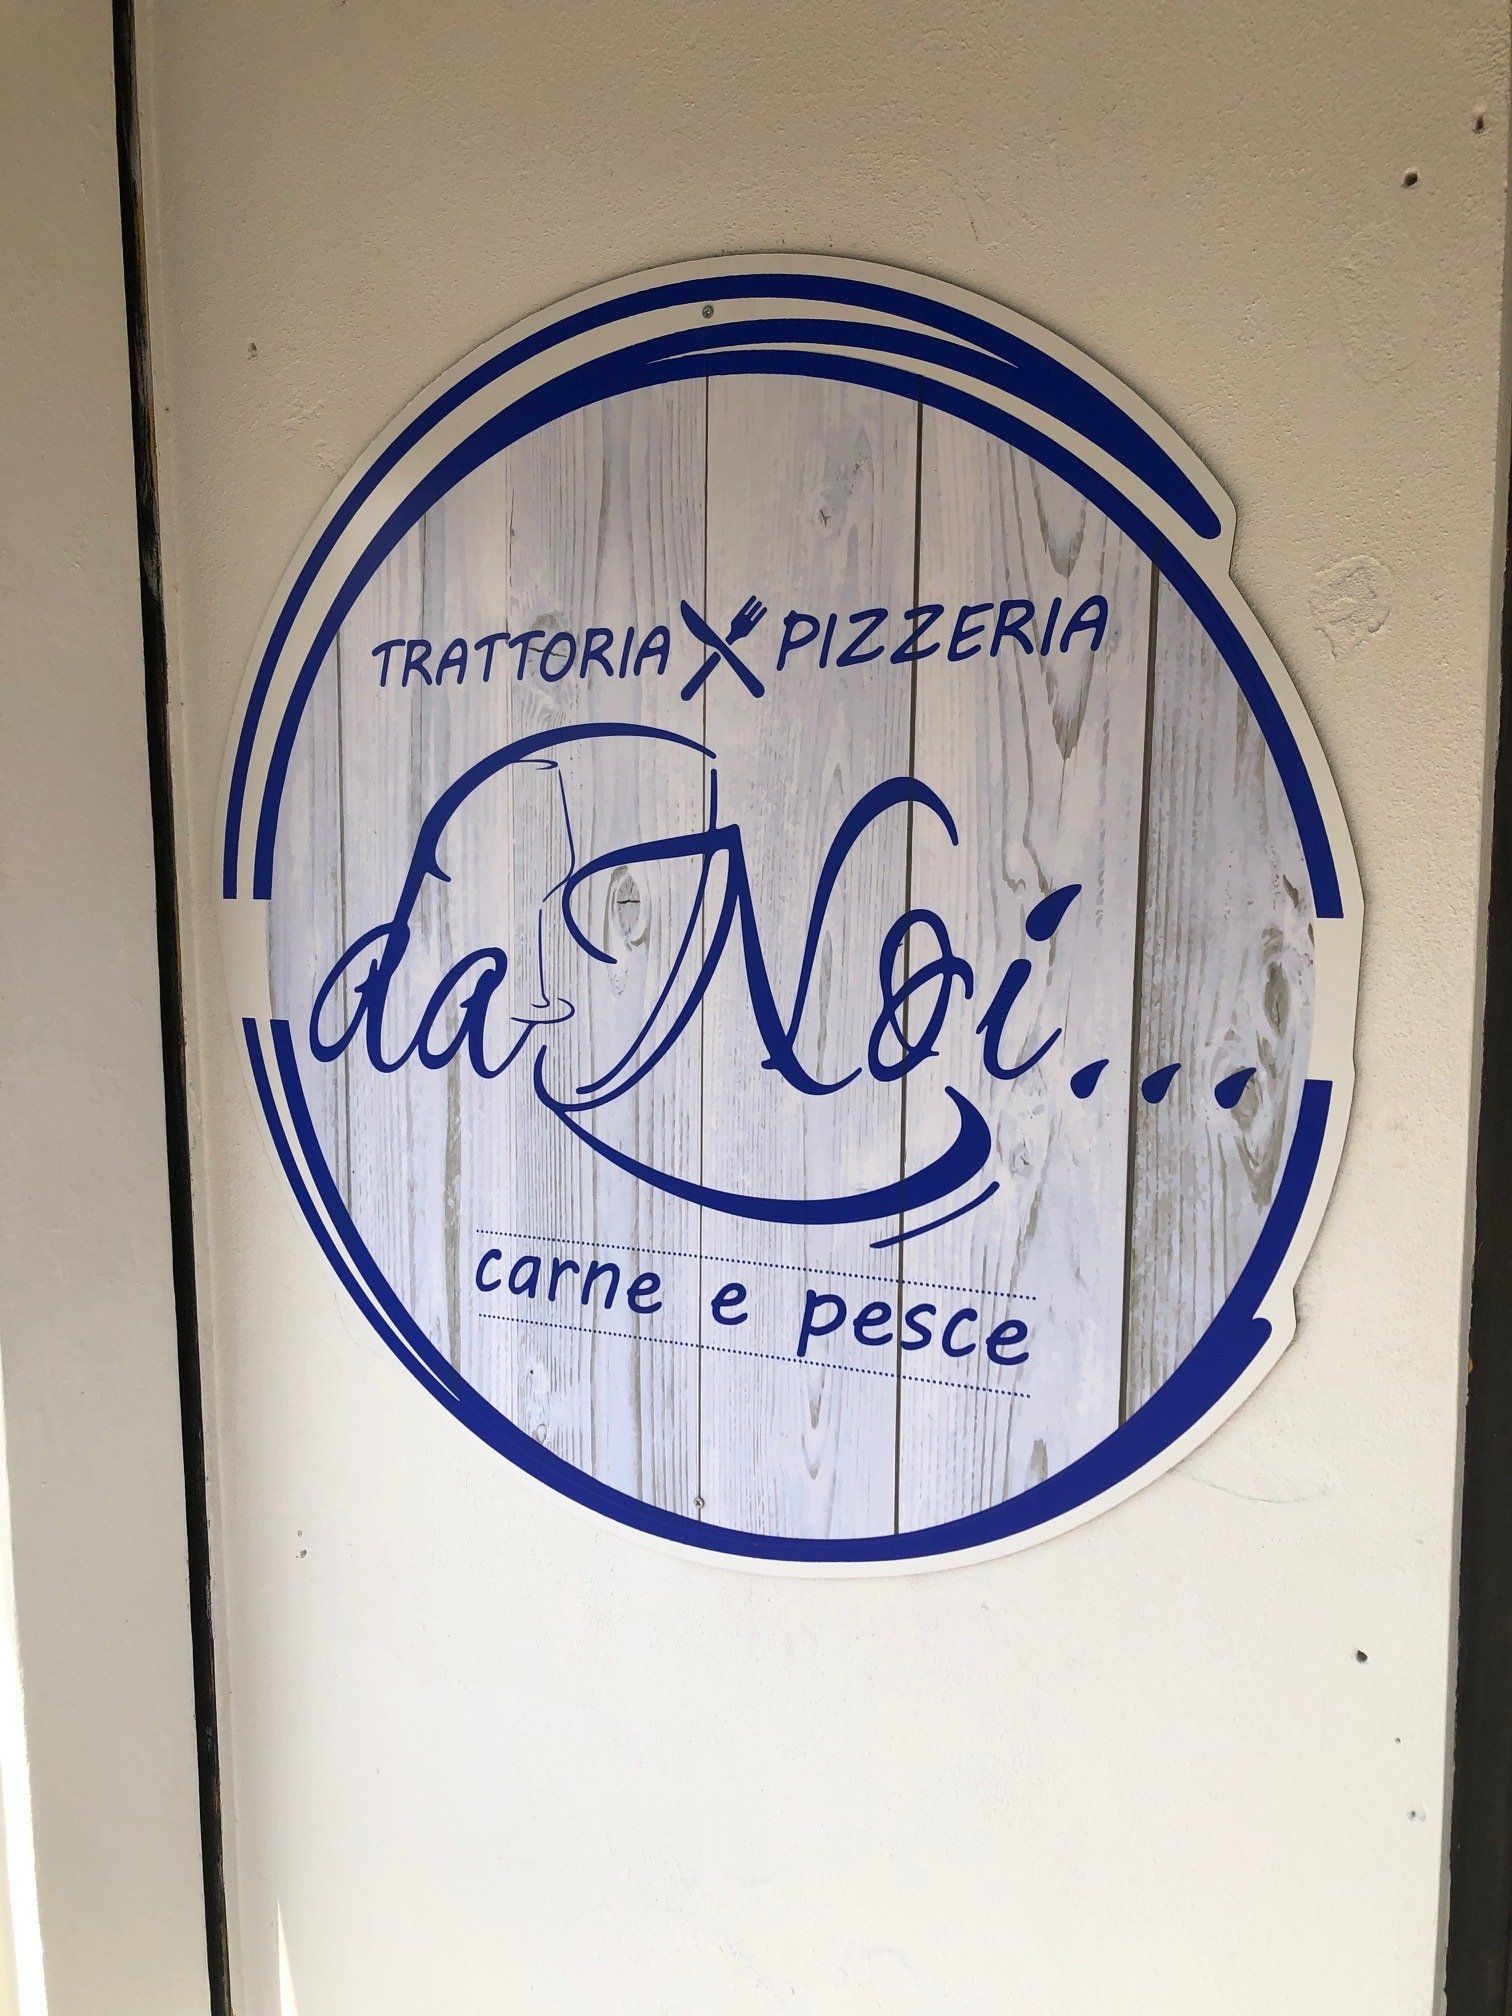 TRATTORIA PIZZERIA
da Noi...
carne e pesce